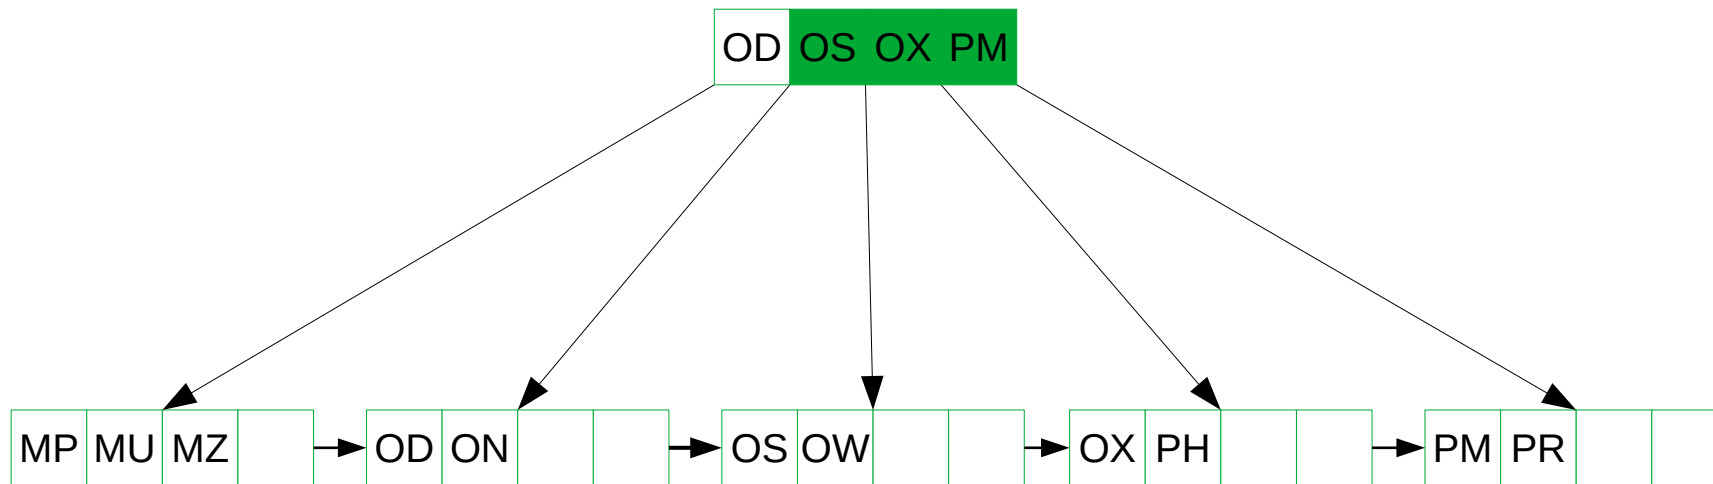 OD OS OX PM
MP MU MZ OD ON OS OW OX PH PM PR